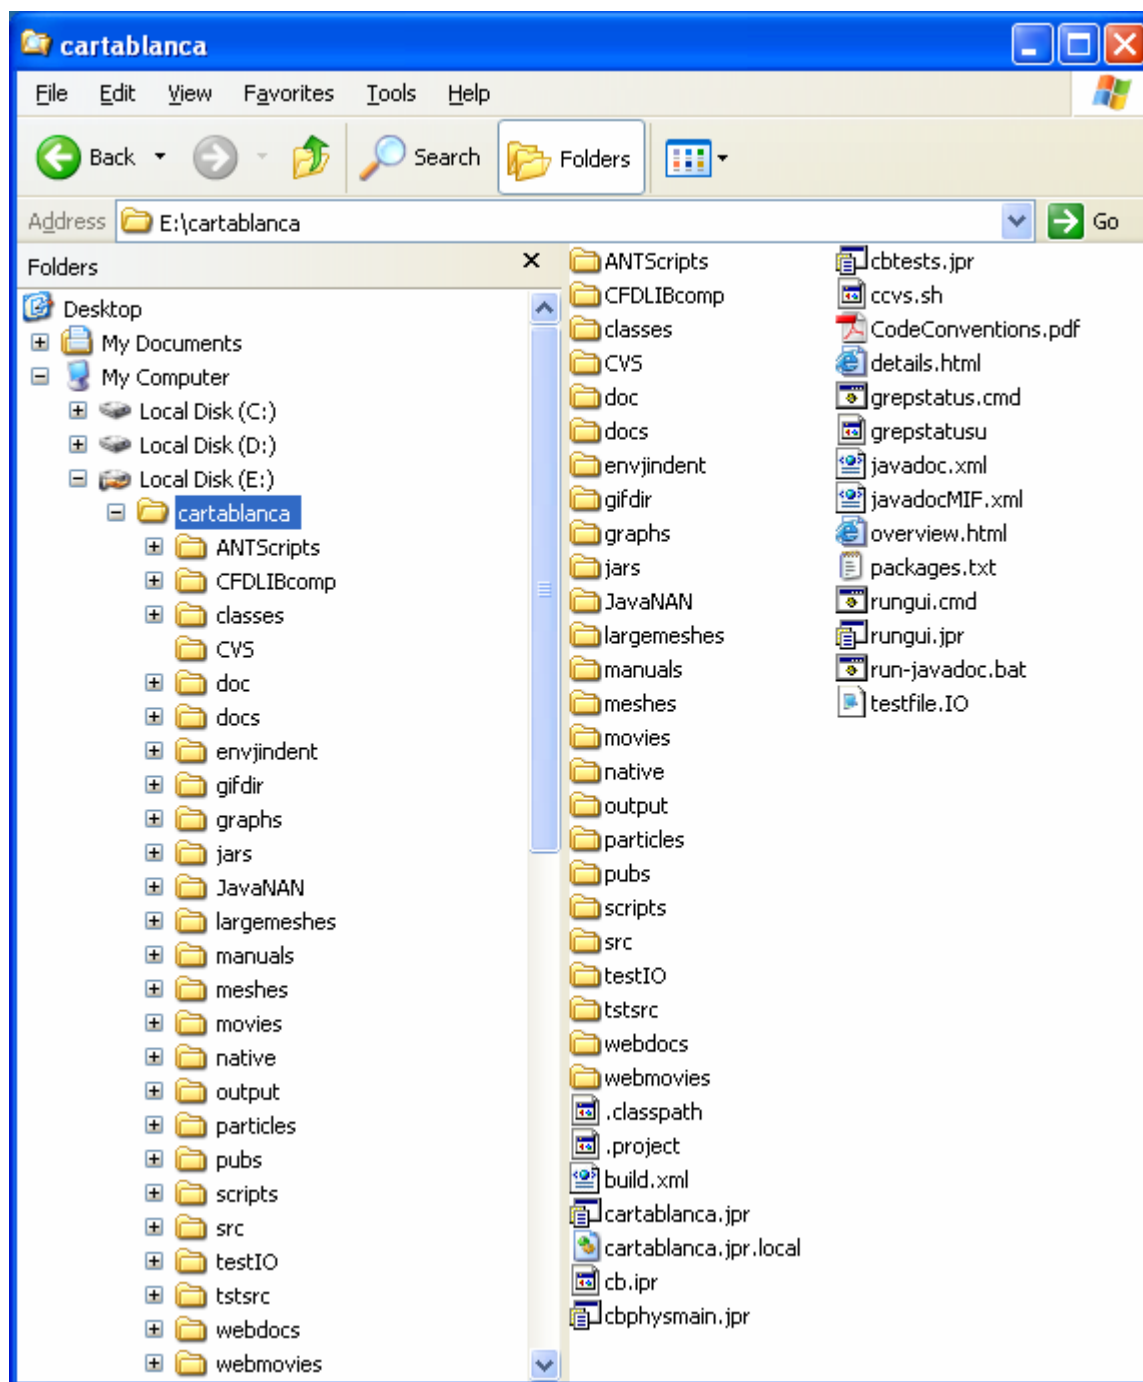 cartablanca
File Edit View Favorites Tools Help
Back Search Folders
Address E:\cartablanca Go
Folders
Desktop
My Documents
My Computer
Local Disk (C:)
Local Disk (D:)
Local Disk (E:)
cartablanca
ANTScripts
CFDLIBcomp
classes
CVS
doc
docs
envjindent
gifdir
graphs
jars
JavaNAN
largemeshes
manuals
meshes
movies
native
output
particles
pubs
scripts
src
testIO
tstsrc
webdocs
webmovies
ANTScripts
CFDLIBcomp
classes
CVS
doc
docs
envjindent
gifdir
graphs
jars
JavaNAN
largemeshes
manuals
meshes
movies
native
output
particles
pubs
scripts
src
testIO
tstsrc
webdocs
webmovies
.classpath
.project
build.xml
cartablanca.jpr
cartablanca.jpr.local
cb.ipr
cbphysmain.jpr
cbtests.jpr
ccvs.sh
CodeConventions.pdf
details.html
grepstatus.cmd
grepstatusu
javadoc.xml
javadocMIF.xml
overview.html
packages.txt
rungui.cmd
rungui.jpr
run-javadoc.bat
testfile.IO